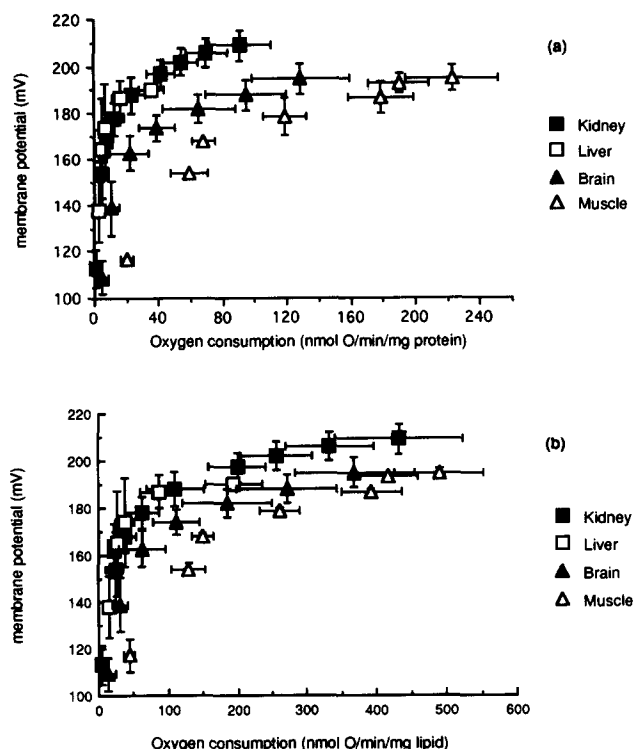 (a)
220
200
180
160
140
120
100
membrane potential (mV)
0 40 80 120 160 200 240
Oxygen consumption (nmol O/min/mg protein)
Kidney
Liver
Brain
Muscle
(b)
220
200
180
160
140
120
100
membrane potential (mV)
0 100 200 300 400 500 600
Oxygen consumption (nmol O/min/mg lipid)
Kidney
Liver
Brain
Muscle